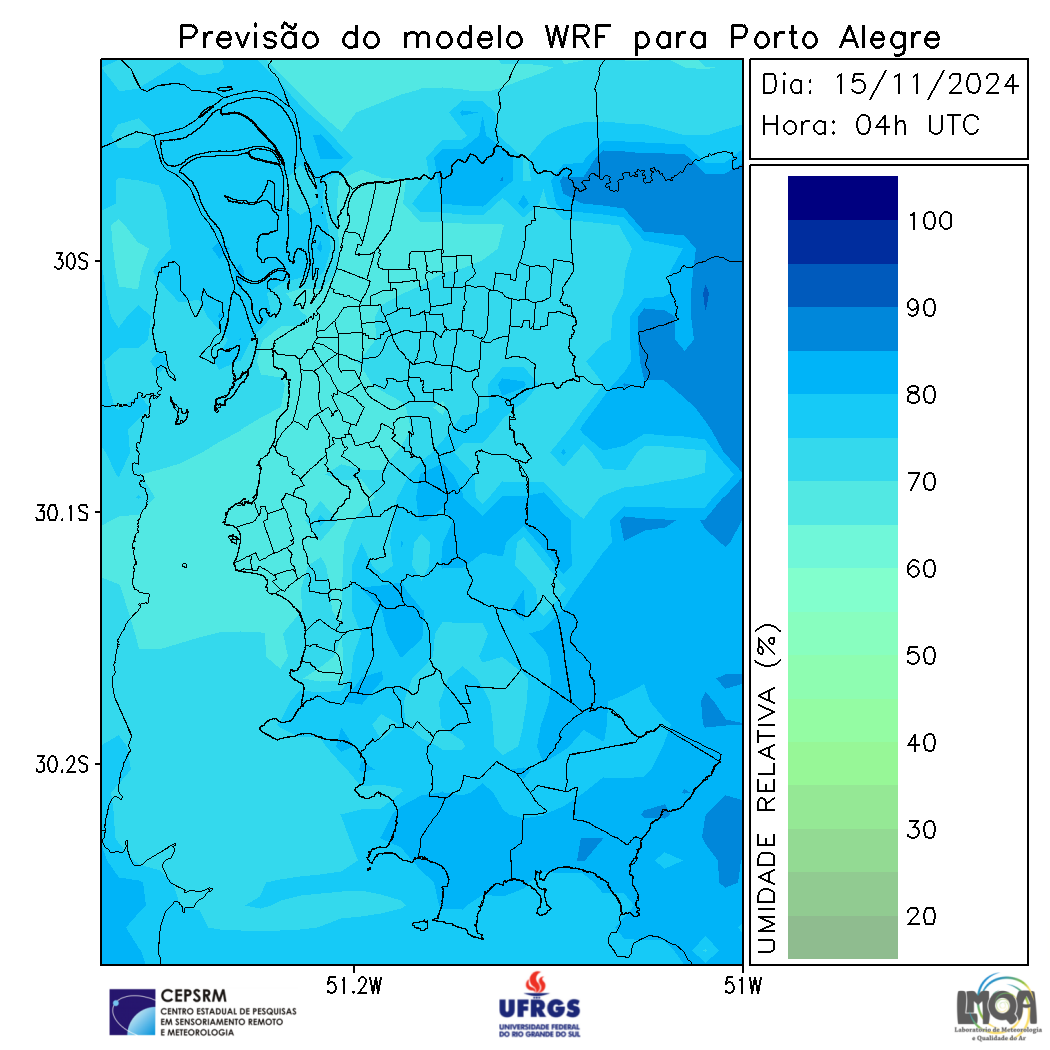 Previsão do modelo WRF para Porto Alegre
Dia: 15/11/2024
Hora: 04h UTC
30S
30.1S
30.2S
51.2W
51W
UMIDADE RELATIVA (%)
100
90
80
70
60
50
40
30
20
CEPSRM
CENTRO ESTADUAL DE PESQUISAS
EM SENSORIAMENTO REMOTO
E METEOROLOGIA
UFRGS
UNIVERSIDADE FEDERAL
DO RIO GRANDE DO SUL
LMQA
Laboratório de Meteorologia
e Qualidade do Ar